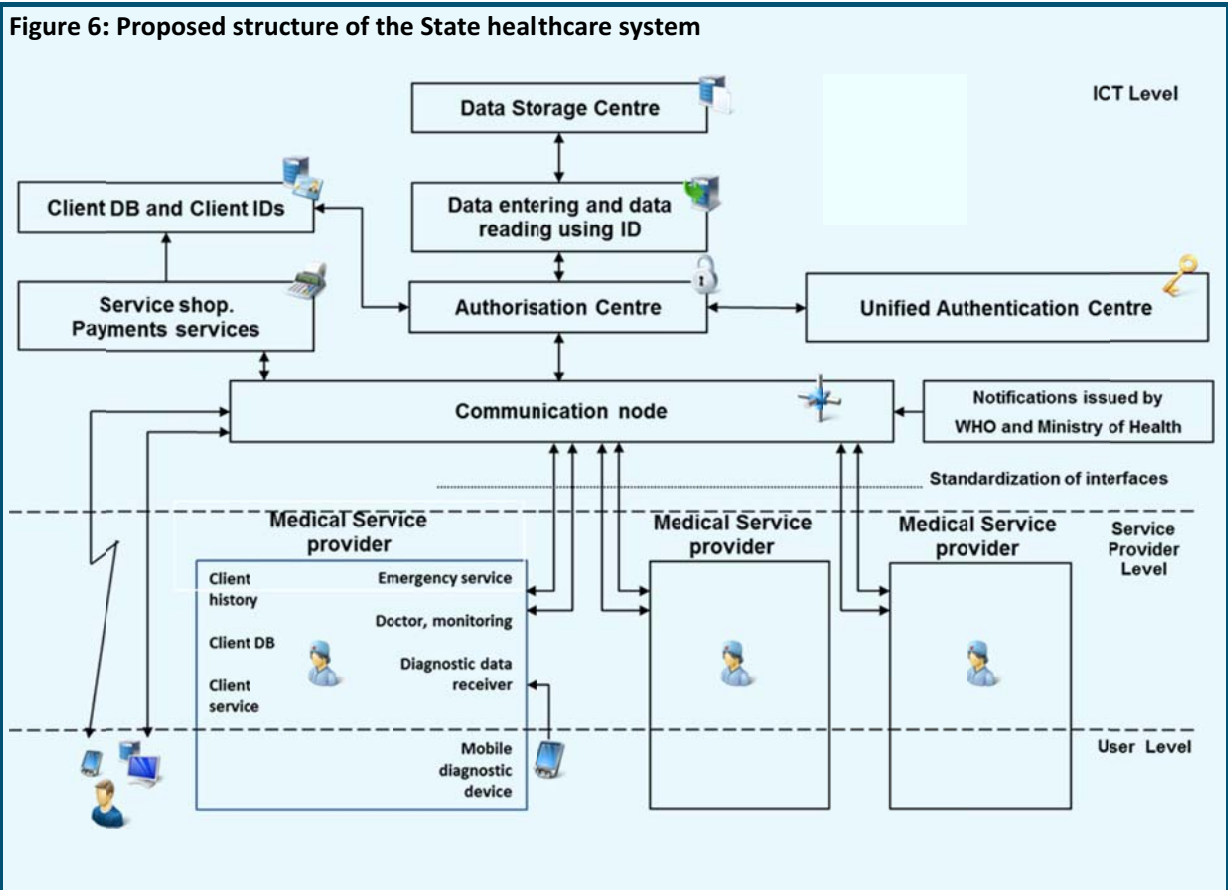 Figure 6: Proposed structure of the State healthcare system
ICT Level
Data Storage Centre
Client DB and Client IDs
Data entering and data
reading using ID
Service shop.
Payments services
Authorisation Centre
Unified Authentication Centre
Communication node
Notifications issued by
WHO and Ministry of Health
Standardization of interfaces
Medical Service
provider
Medical Service
provider
Medical Service
provider
Service
Provider
Level
Client
history
Emergency service
Doctor, monitoring
Client DB
Diagnostic data
receiver
Client
service
User Level
Mobile
diagnostic
device